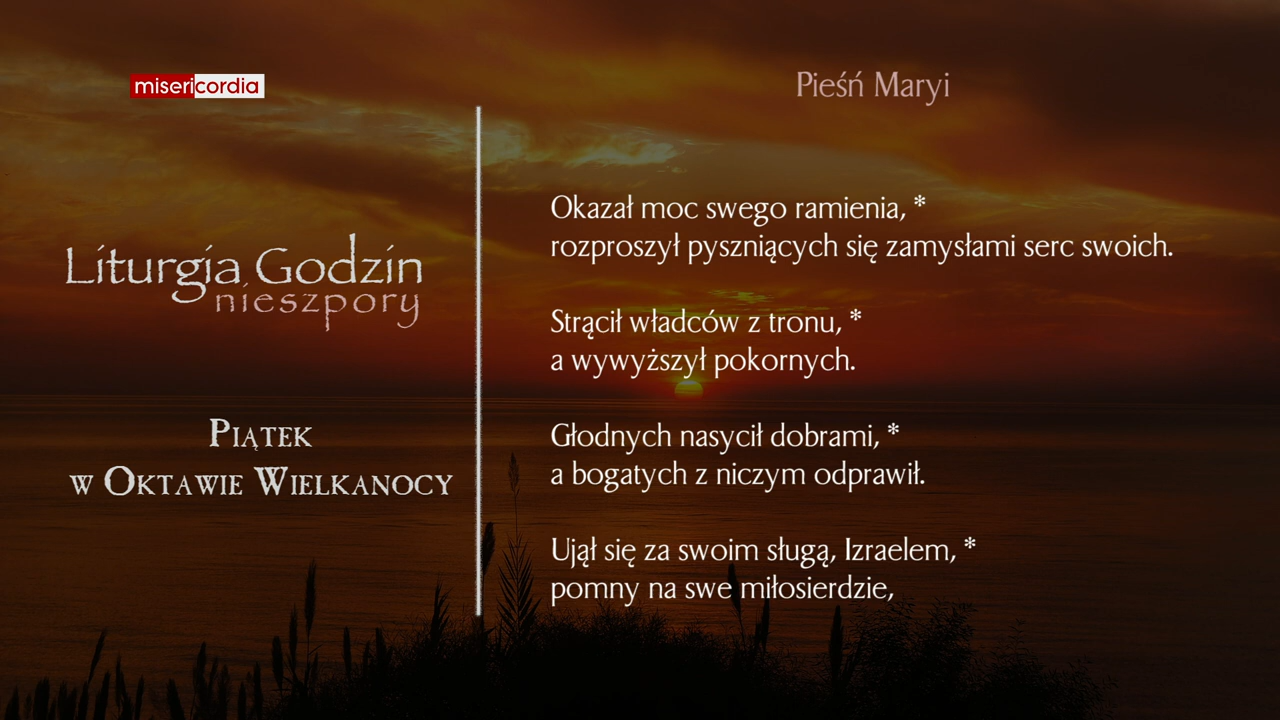 misericordia
Liturgia Godzin
nieszpory
Piątek
w Oktawie Wielkanocy
Pieśń Maryi
Okazał moc swego ramienia, *
rozproszył pyszniących się zamysłami serc swoich.
Strącił władców z tronu, *
a wywyższył pokornych.
Głodnych nasycił dobrami, *
a bogatych z niczym odprawił.
Ujął się za swoim sługą, Izraelem, *
pomny na swe miłosierdzie,